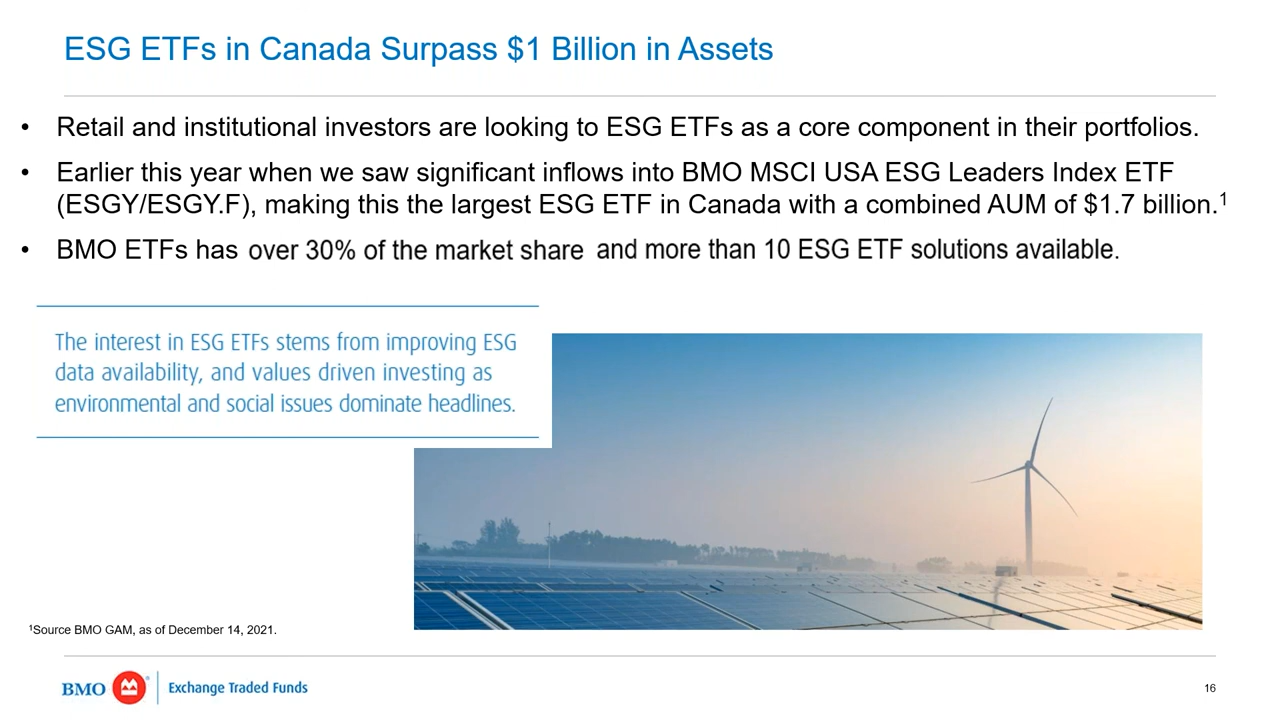 ESG ETFs in Canada Surpass $1 Billion in Assets
• Retail and institutional investors are looking to ESG ETFs as a core component in their portfolios.
• Earlier this year when we saw significant inflows into BMO MSCI USA ESG Leaders Index ETF
(ESGY/ESGY.F), making this the largest ESG ETF in Canada with a combined AUM of $1.7 billion.¹
• BMO ETFs has over 30% of the market share and more than 10 ESG ETF solutions available.
The interest in ESG ETFs stems from improving ESG
data availability, and values driven investing as
environmental and social issues dominate headlines.
¹Source BMO GAM, as of December 14, 2021.
BMO Exchange Traded Funds
16